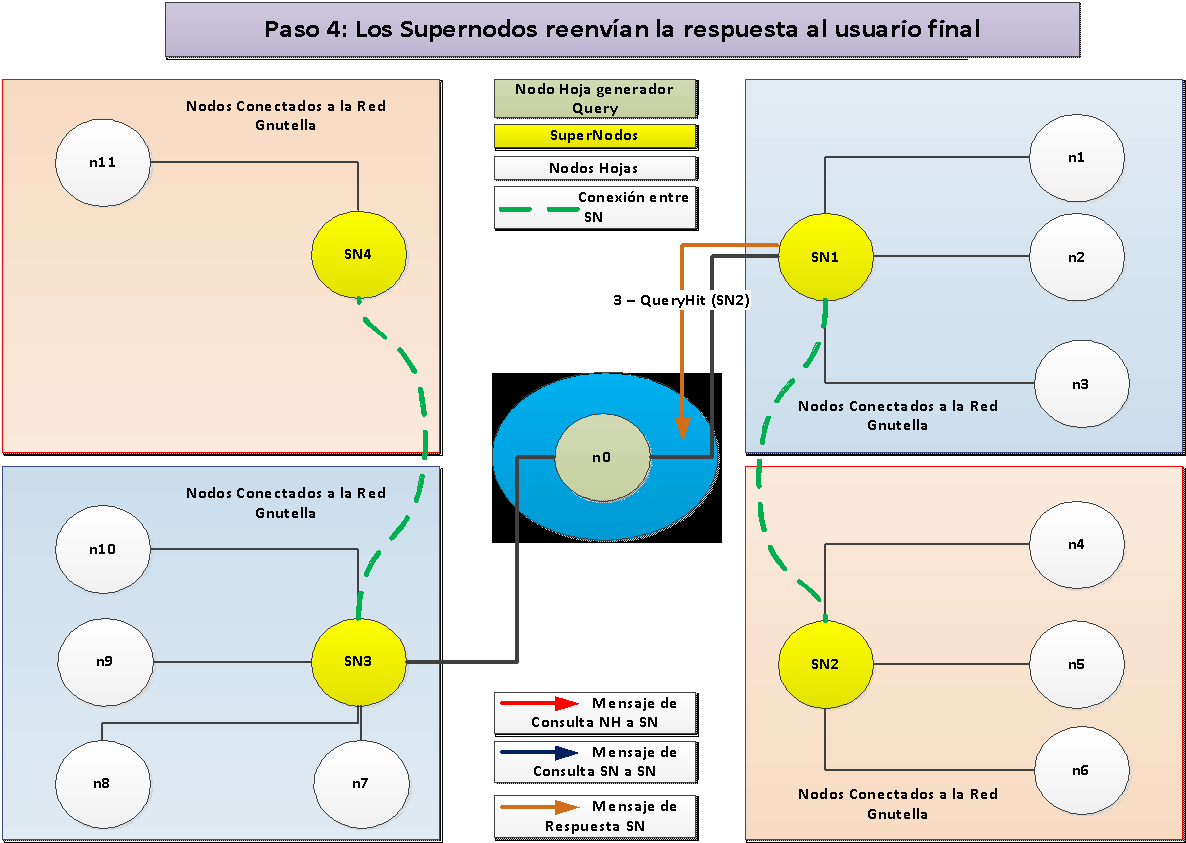 Paso 4: Los Supernodos reenvían la respuesta al usuario final
Nodos Conectados a la Red
Gnutella
n11
SN4
Nodo Hoja generador
Query
SuperNodos
Nodos Hojas
Conexión entre
SN
n1
SN1
n2
3 – QueryHit (SN2)
n3
Nodos Conectados a la Red
Gnutella
n0
Nodos Conectados a la Red
Gnutella
n10
n9
SN3
n8
n7
n4
SN2
n5
n6
Nodos Conectados a la Red
Gnutella
Mensaje de
Consulta NH a SN
Mensaje de
Consulta SN a SN
Mensaje de
Respuesta SN